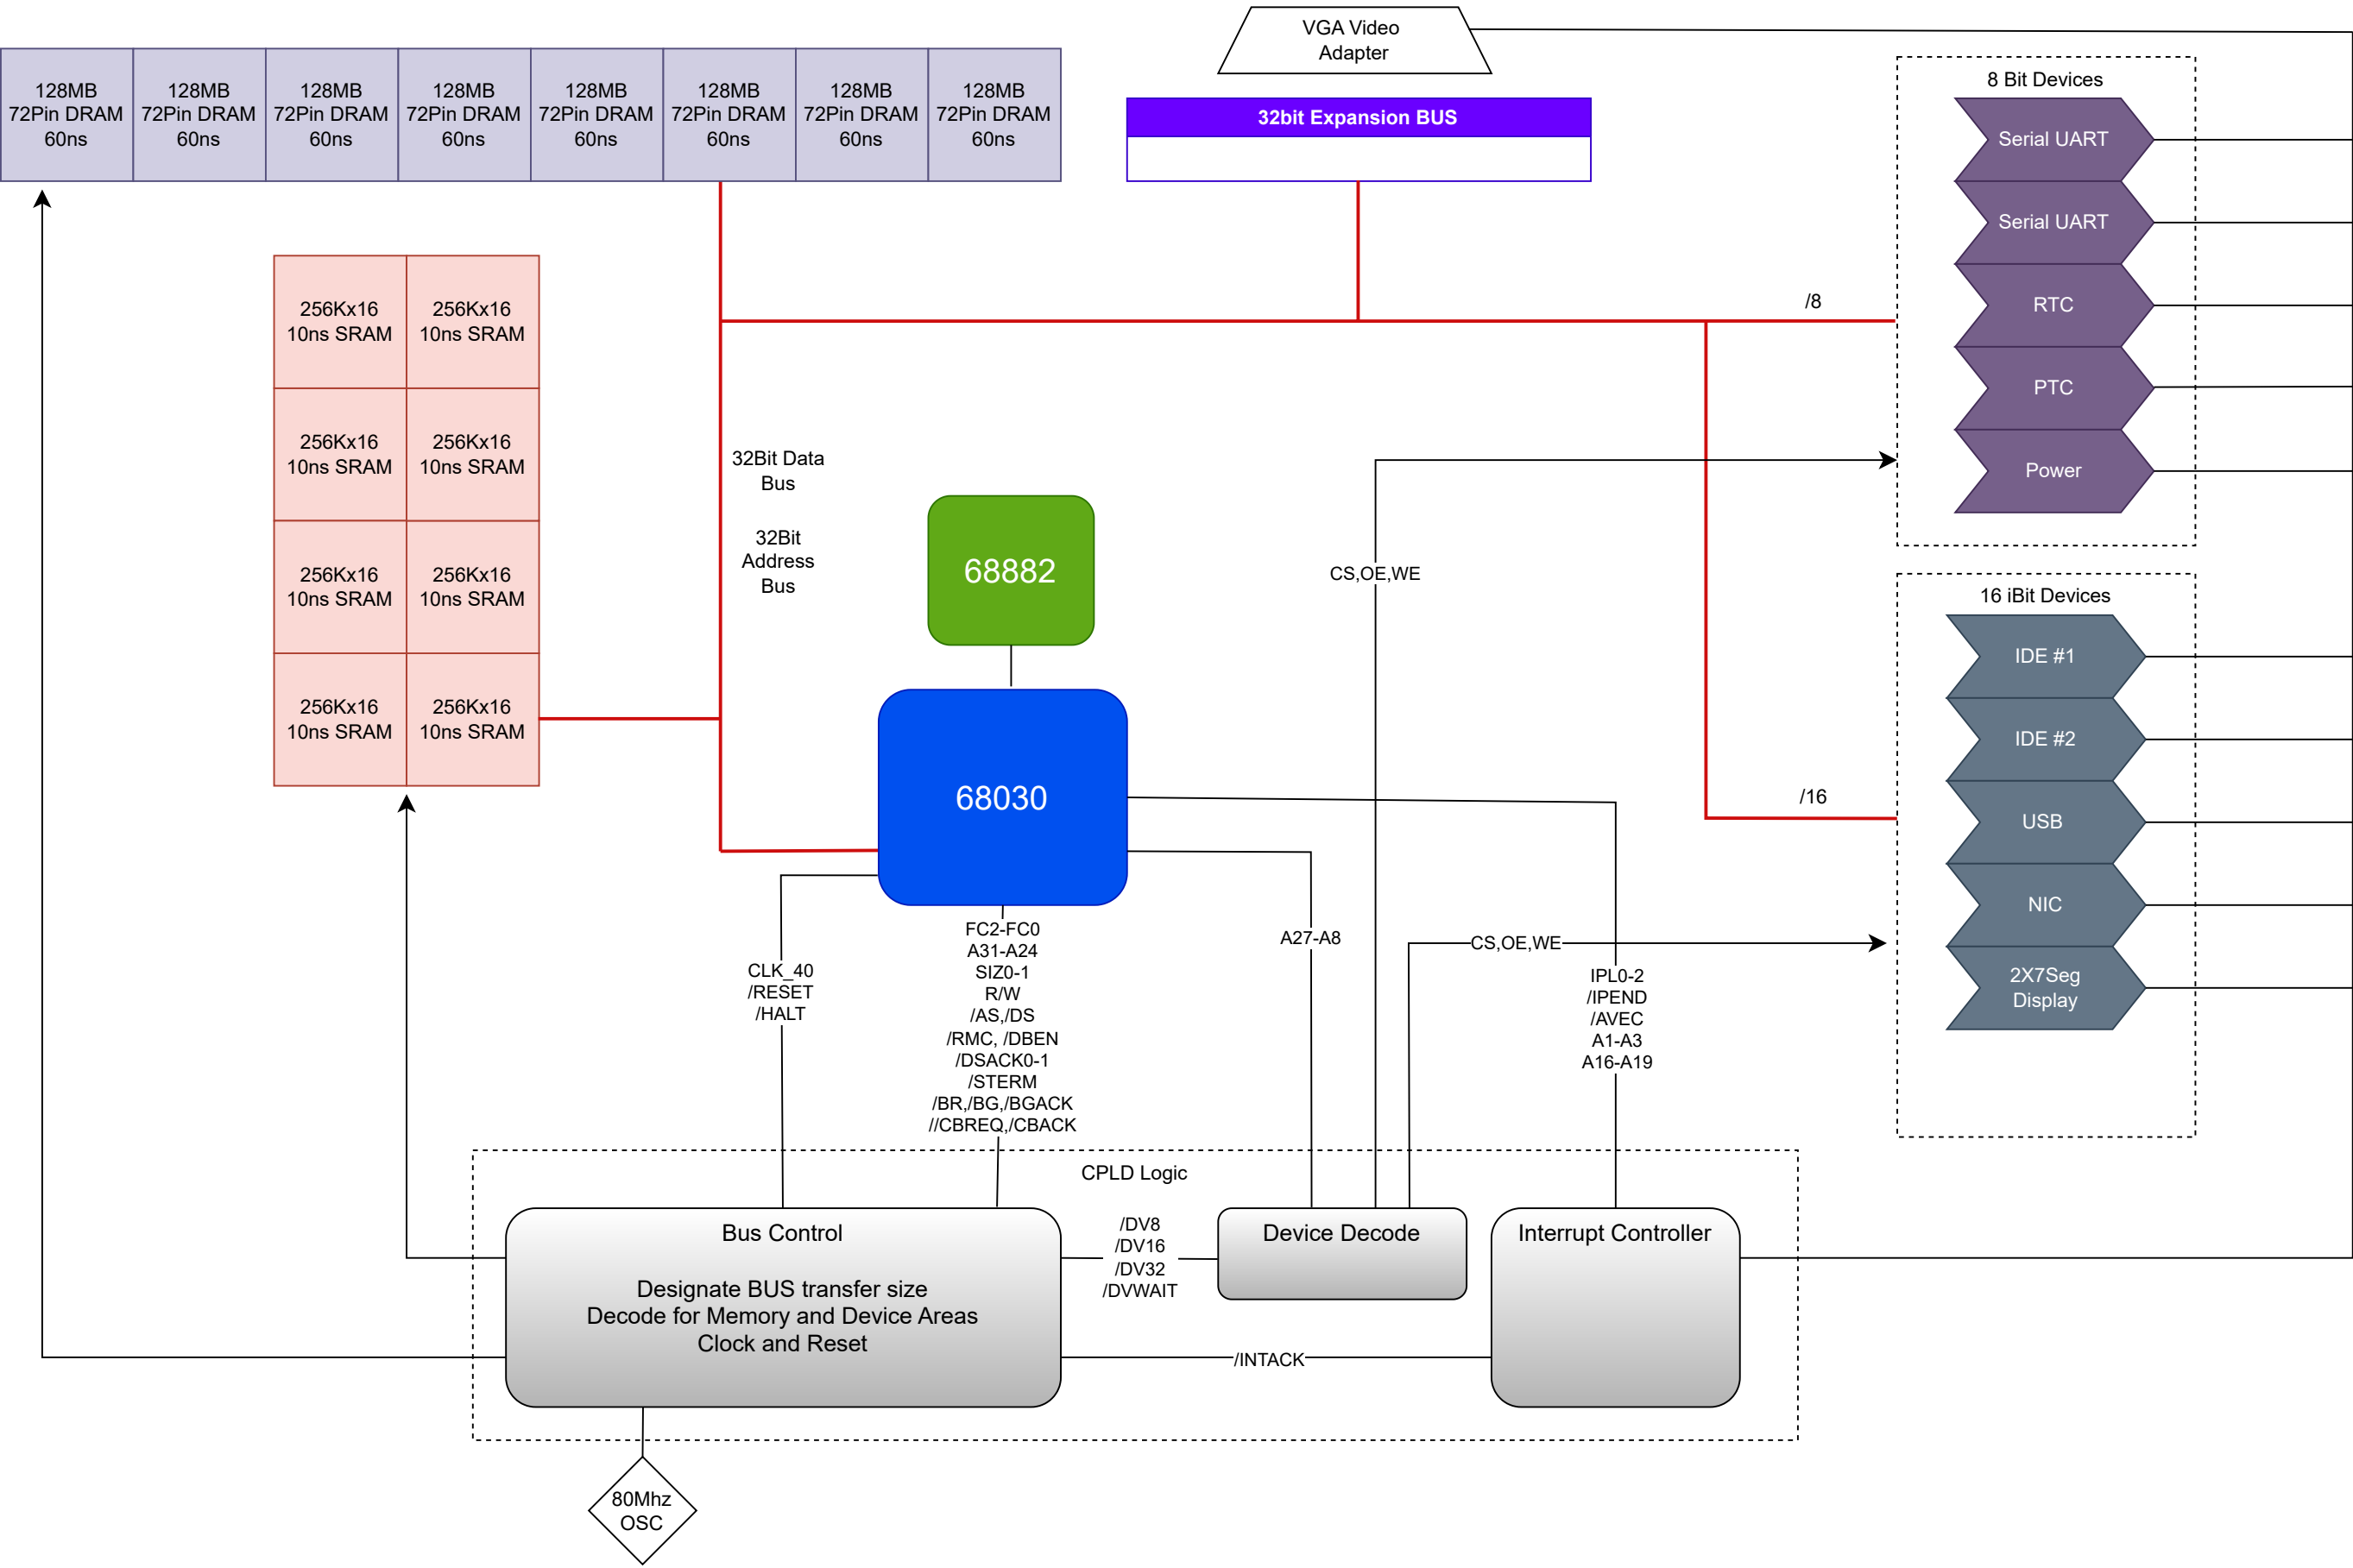 VGA Video
Adapter
128MB
72Pin DRAM
60ns
128MB
72Pin DRAM
60ns
128MB
72Pin DRAM
60ns
128MB
72Pin DRAM
60ns
128MB
72Pin DRAM
60ns
128MB
72Pin DRAM
60ns
128MB
72Pin DRAM
60ns
128MB
72Pin DRAM
60ns
32bit Expansion BUS
8 Bit Devices
Serial UART
Serial UART
RTC
PTC
Power
/8
256Kx16
10ns SRAM
256Kx16
10ns SRAM
256Kx16
10ns SRAM
256Kx16
10ns SRAM
256Kx16
10ns SRAM
256Kx16
10ns SRAM
256Kx16
10ns SRAM
256Kx16
10ns SRAM
32Bit Data
Bus
32Bit
Address
Bus
68882
CS,OE,WE
16 iBit Devices
IDE #1
IDE #2
USB
NIC
2X7Seg
Display
/16
68030
CLK_40
/RESET
/HALT
FC2-FC0
A31-A24
SIZ0-1
R/W
/AS,/DS
/RMC, /DBEN
/DSACK0-1
/STERM
/BR,/BG,/BGACK
//CBREQ,/CBACK
A27-A8
CS,OE,WE
IPL0-2
/IPEND
/AVEC
A1-A3
A16-A19
CPLD Logic
Bus Control
Designate BUS transfer size
Decode for Memory and Device Areas
Clock and Reset
/DV8
/DV16
/DV32
/DVWAIT
Device Decode
Interrupt Controller
/INTACK
80Mhz
OSC